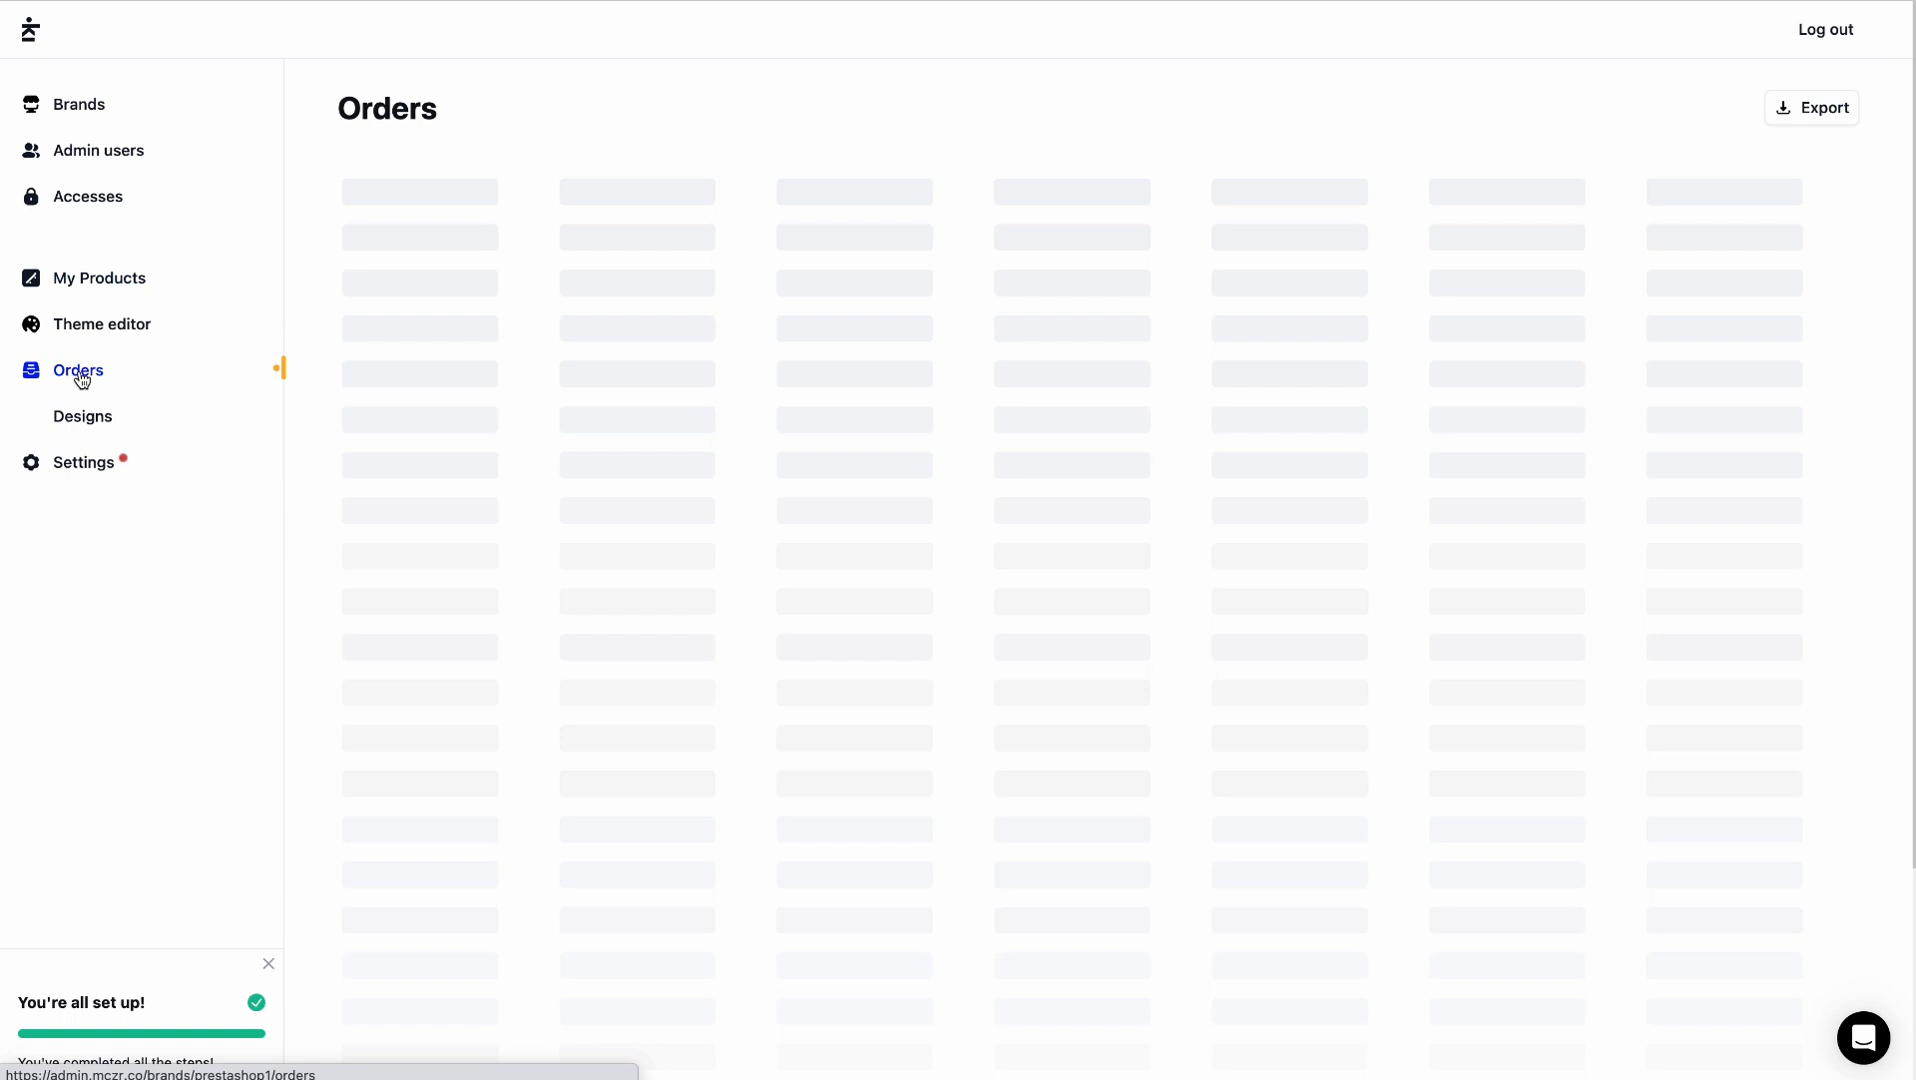 Log out
Brands
Admin users
Accesses
My Products
Theme editor
Orders
Designs
Settings
Orders
Export
You're all set up!
You've completed all the steps!
https://admin.mczr.co/brands/prestashop1/orders